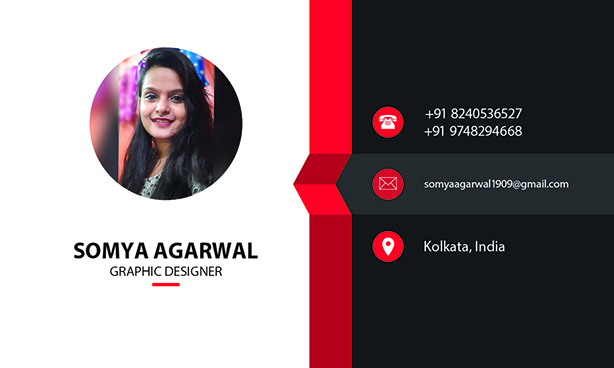 SOMYA AGARWAL
GRAPHIC DESIGNER
+91 8240536527
+91 9748294668
somyaagarwal1909@gmail.com
Kolkata, India